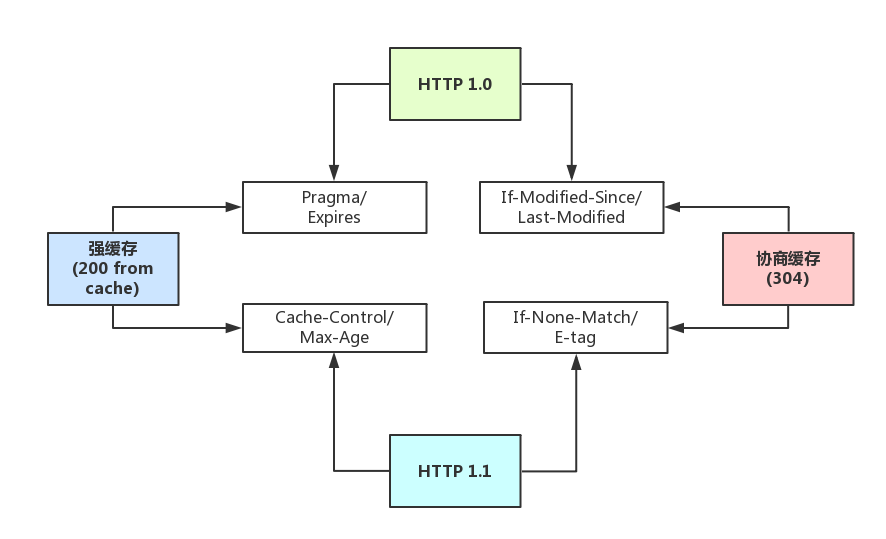 HTTP 1.0
Pragma/
Expires
If-Modified-Since/
Last-Modified
强缓存
(200 from
cache)
协商缓存
(304)
Cache-Control/
Max-Age
If-None-Match/
E-tag
HTTP 1.1